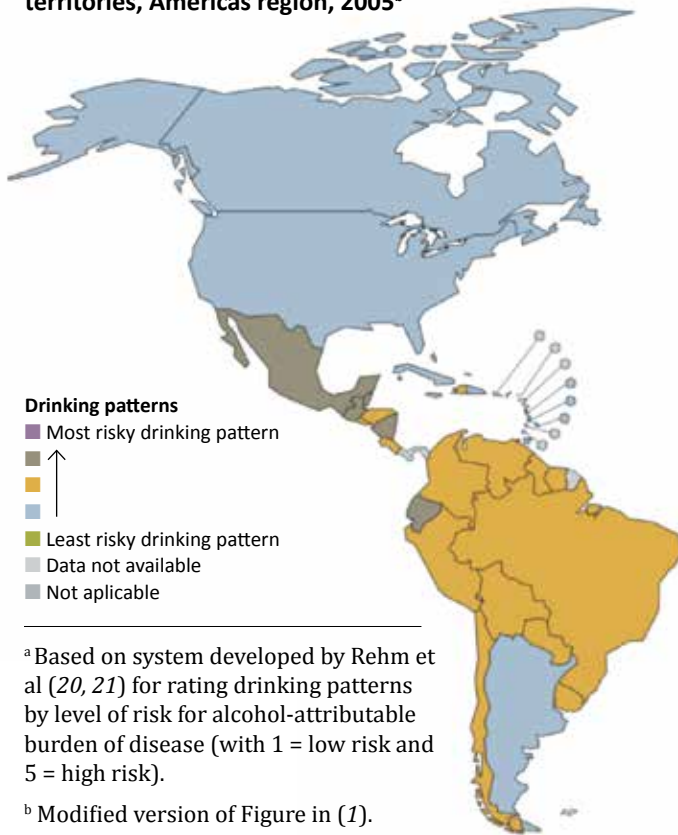 territories, Americas region, 2005ᵃ
Drinking patterns
Most risky drinking pattern
Least risky drinking pattern
Data not available
Not aplicable
ᵃ Based on system developed by Rehm et
al (20, 21) for rating drinking patterns
by level of risk for alcohol-attributable
burden of disease (with 1 = low risk and
5 = high risk).
ᵇ Modified version of Figure in (1).